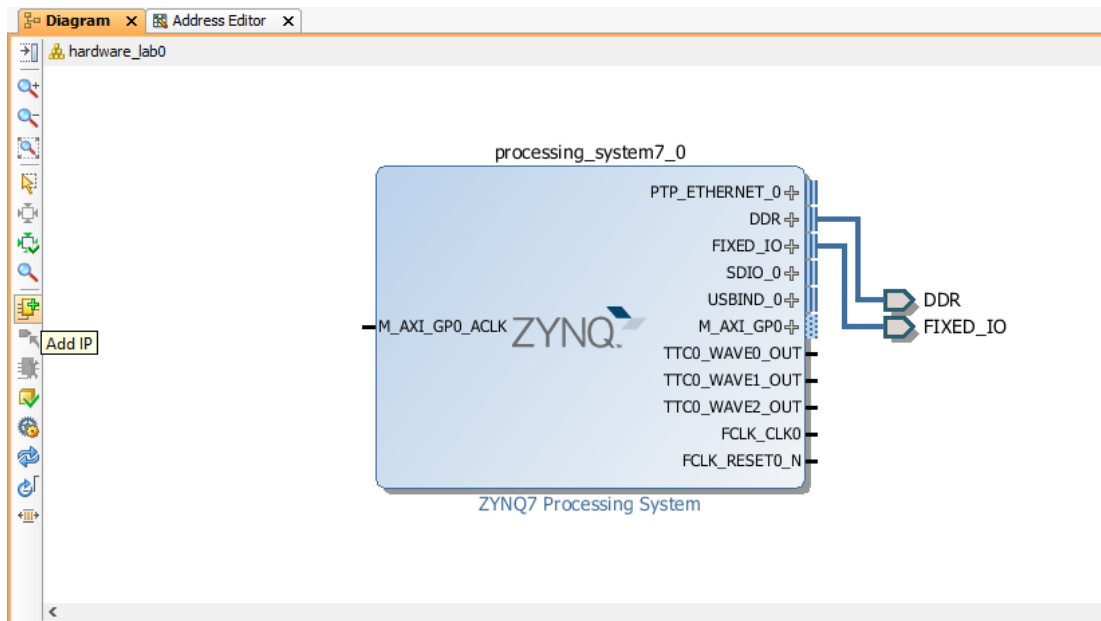 Diagram
Address Editor
hardware_lab0
Add IP
processing_system7_0
PTP_ETHERNET_0
DDR
FIXED_IO
SDIO_0
USBIND_0
M_AXI_GP0_ACLK
ZYNQ
M_AXI_GP0
TTC0_WAVE0_OUT
TTC0_WAVE1_OUT
TTC0_WAVE2_OUT
FCLK_CLK0
FCLK_RESET0_N
ZYNQ7 Processing System
DDR
FIXED_IO